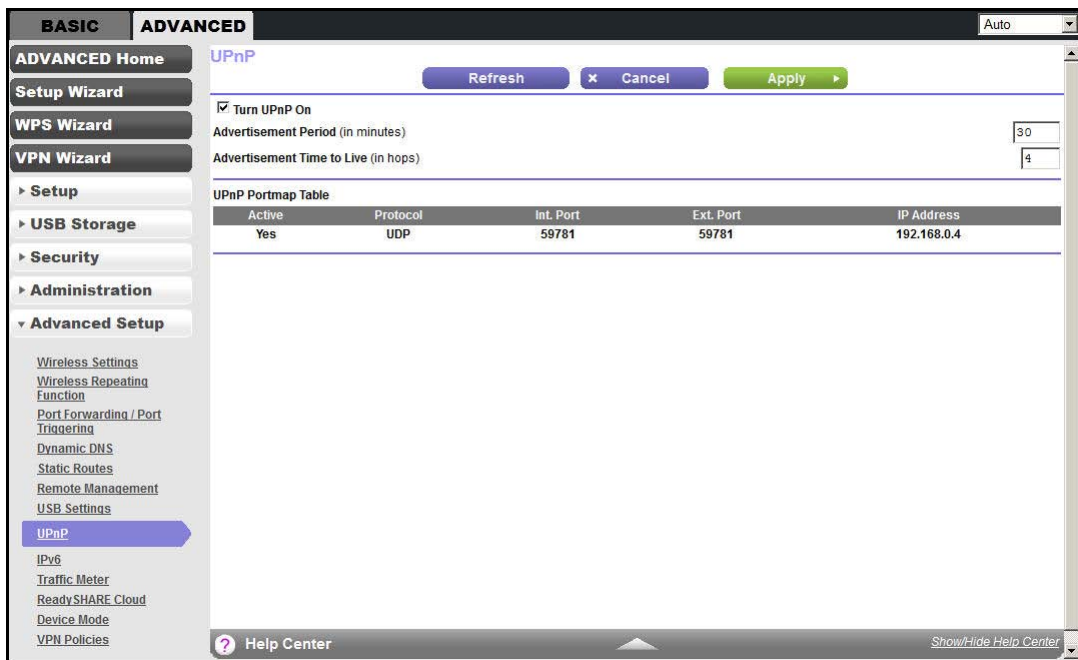 BASIC ADVANCED Auto
ADVANCED Home
Setup Wizard
WPS Wizard
VPN Wizard
Setup
USB Storage
Security
Administration
Advanced Setup
Wireless Settings
Wireless Repeating
Function
Port Forwarding / Port
Triggering
Dynamic DNS
Static Routes
Remote Management
USB Settings
UPnP
IPv6
Traffic Meter
ReadySHARE Cloud
Device Mode
VPN Policies
UPnP
Refresh × Cancel Apply
Turn UPnP On
Advertisement Period (in minutes) 30
Advertisement Time to Live (in hops) 4
UPnP Portmap Table
Active Protocol Int. Port Ext. Port IP Address
Yes UDP 59781 59781 192.168.0.4
? Help Center Show/Hide Help Center